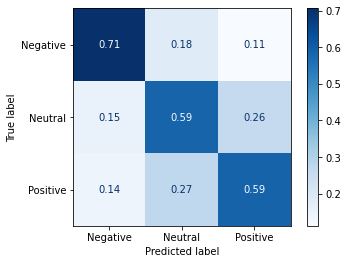 Negative 0.71 0.18 0.11
Neutral 0.15 0.59 0.26
Positive 0.14 0.27 0.59
Negative Neutral Positive
Predicted label
True label
0.7
0.6
0.5
0.4
0.3
0.2